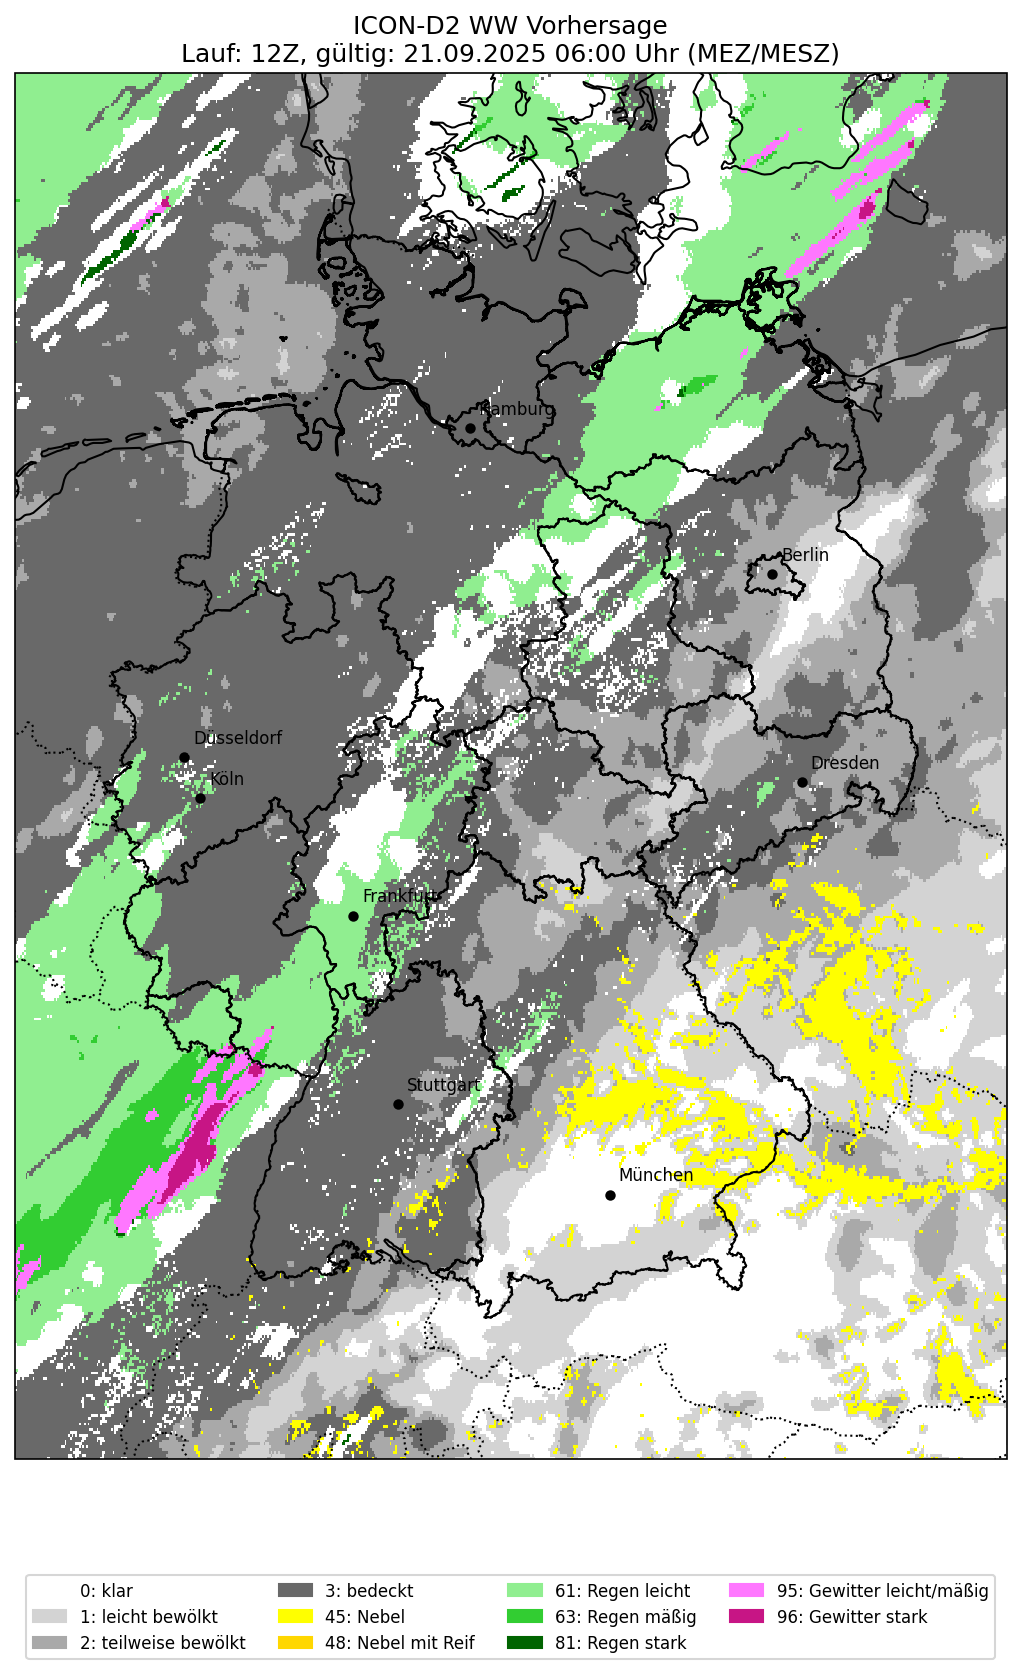 ICON-D2 WW Vorhersage
Lauf: 12Z, gültig: 21.09.2025 06:00 Uhr (MEZ/MESZ)
Hamburg
Berlin
Düsseldorf
Köln
Dresden
Frankfurt
Stuttgart
München
0: klar
1: leicht bewölkt
2: teilweise bewölkt
3: bedeckt
45: Nebel
48: Nebel mit Reif
61: Regen leicht
63: Regen mäßig
81: Regen stark
95: Gewitter leicht/mäßig
96: Gewitter stark